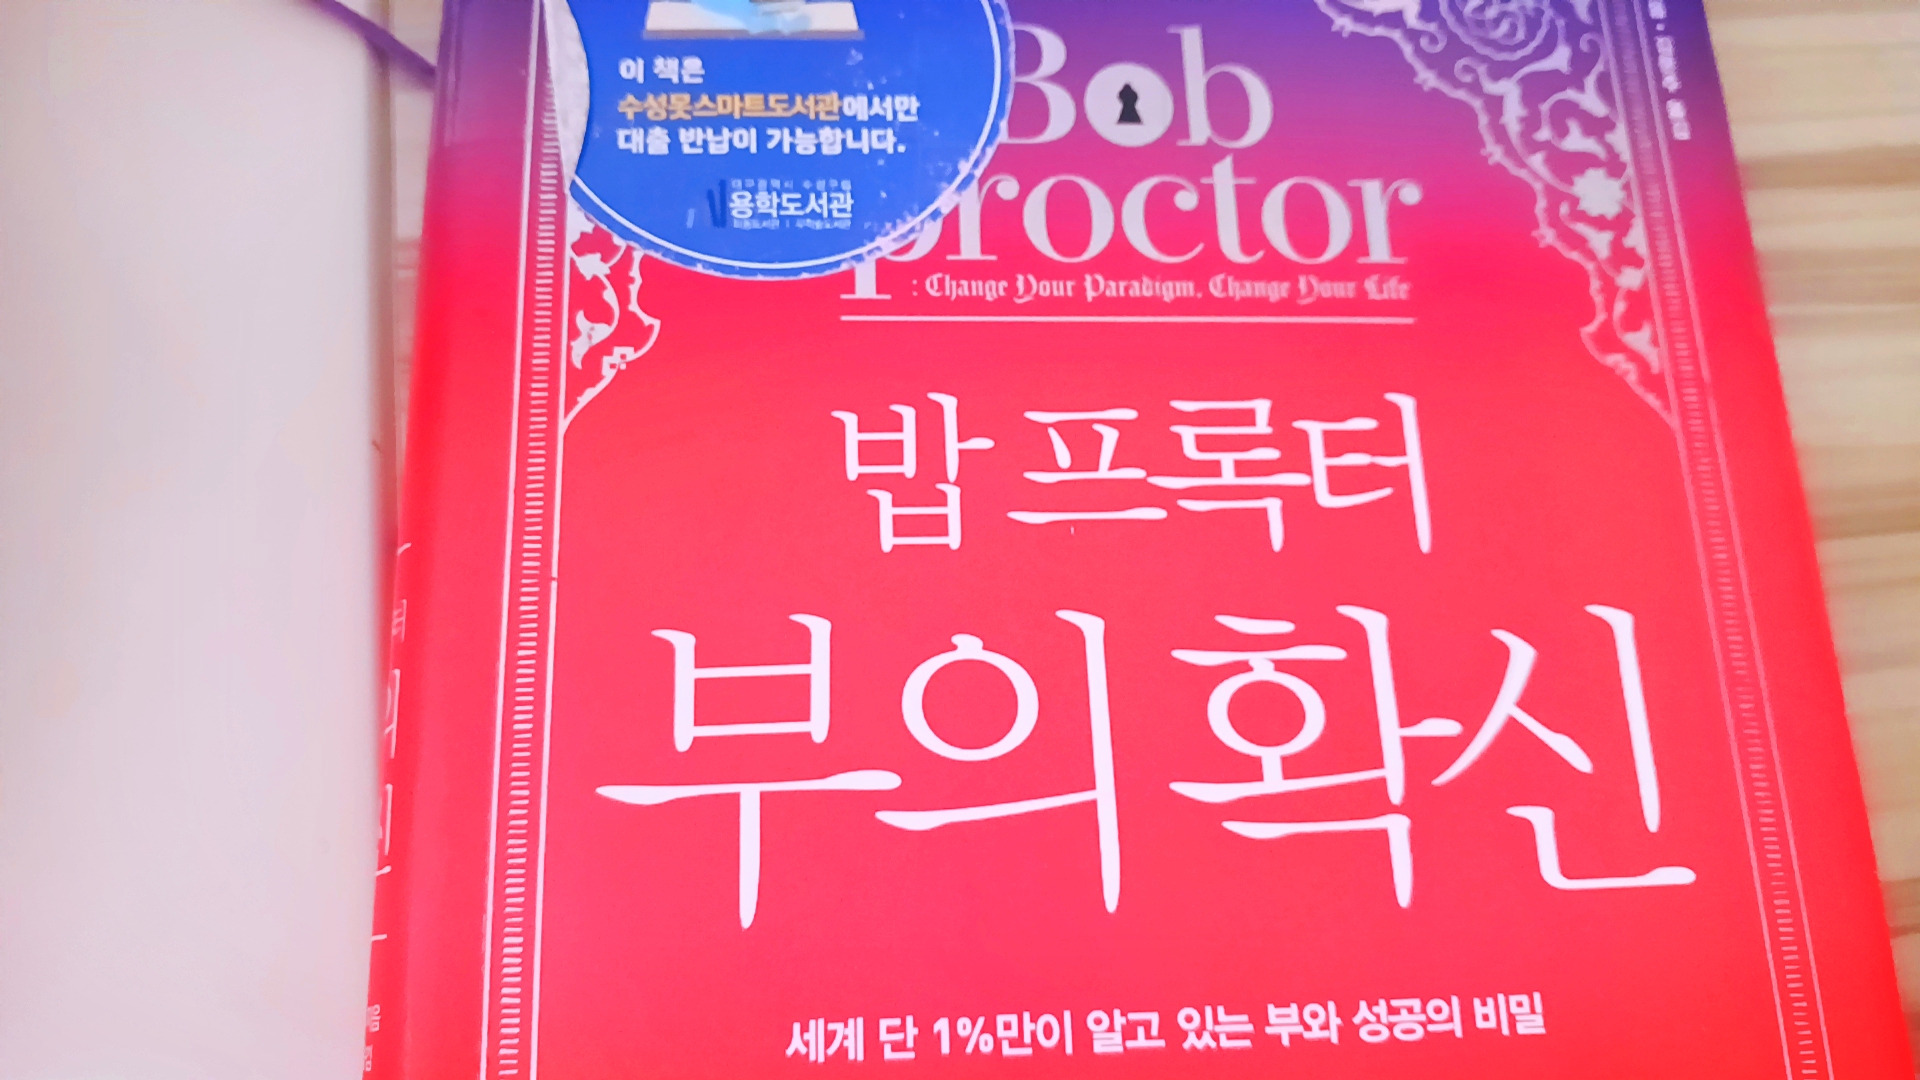 이 책은
수성못스마트도서관에서만
대출 반납이 가능합니다.
용학도서관
Bob
proctor
: Change Your Paradigm, Change Your Life
밥 프록터
부의 확신
세계 단 1%만이 알고 있는 부와 성공의 비밀